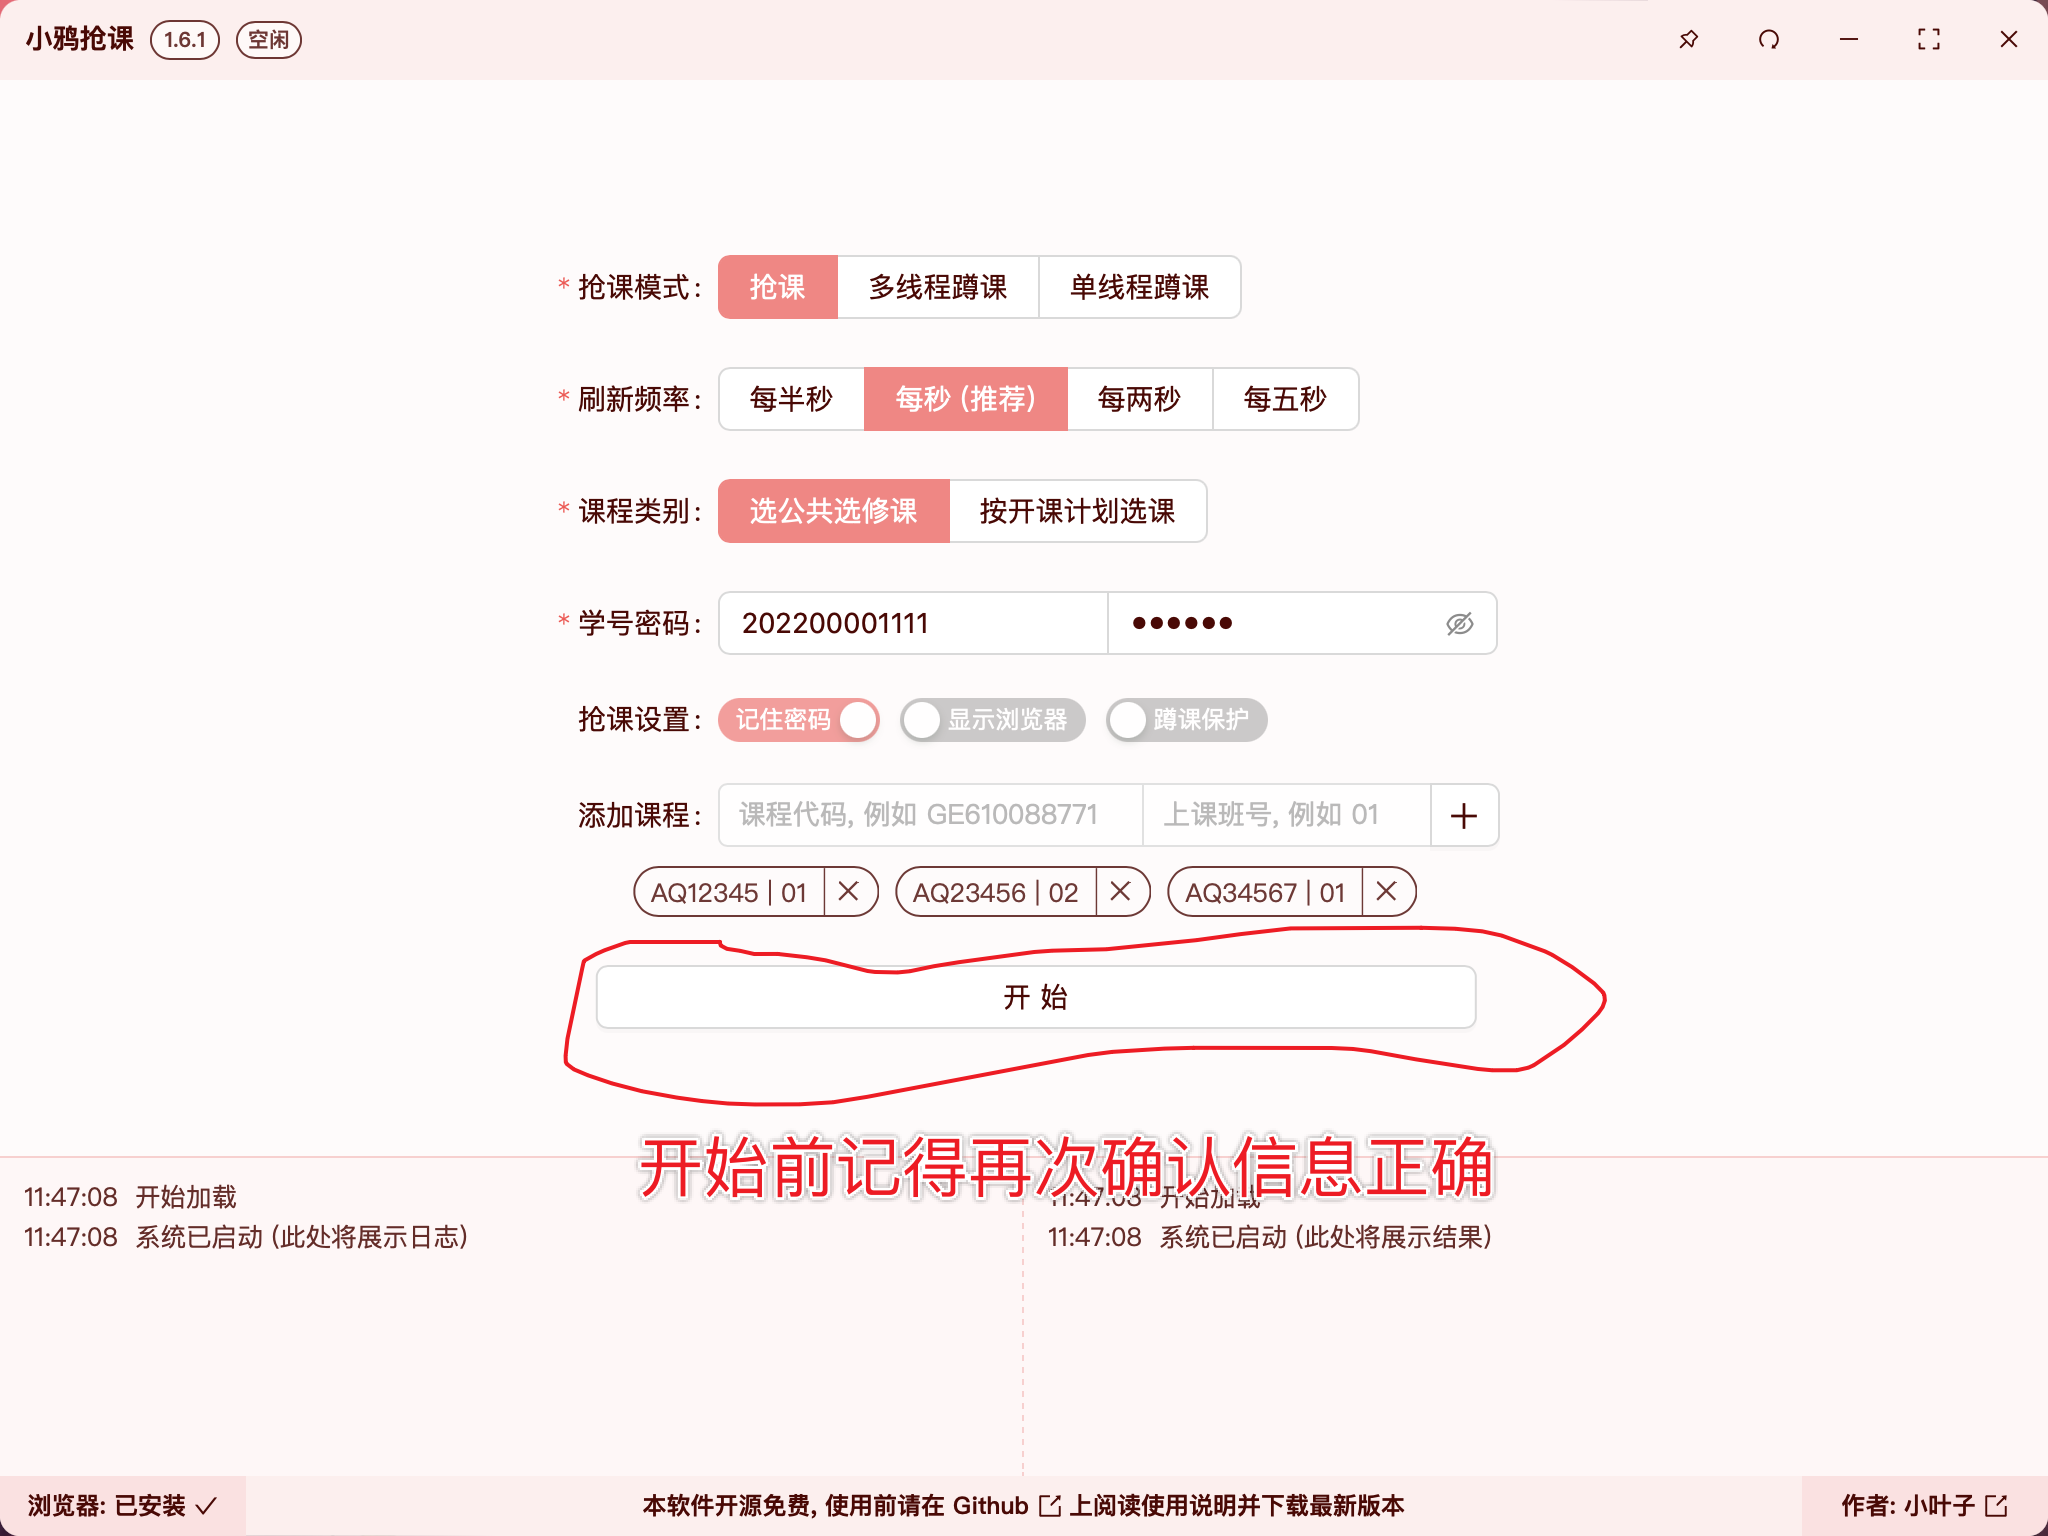 小鸦抢课 1.6.1 空闲
* 抢课模式: 抢课 多线程蹲课 单线程蹲课
* 刷新频率: 每半秒 每秒 (推荐) 每两秒 每五秒
* 课程类别: 选公共选修课 按开课计划选课
* 学号密码: 202200001111 ••••••
抢课设置: 记住密码 显示浏览器 蹲课保护
添加课程: 课程代码, 例如 GE610088771 上课班号, 例如 01
AQ12345 | 01 AQ23456 | 02 AQ34567 | 01
开 始
开始前记得再次确认信息正确
11:47:08 开始加载
11:47:08 系统已启动 (此处将展示日志)
11:47:08 开始加载
11:47:08 系统已启动 (此处将展示结果)
浏览器: 已安装
本软件开源免费, 使用前请在 Github 上阅读使用说明并下载最新版本
作者: 小叶子